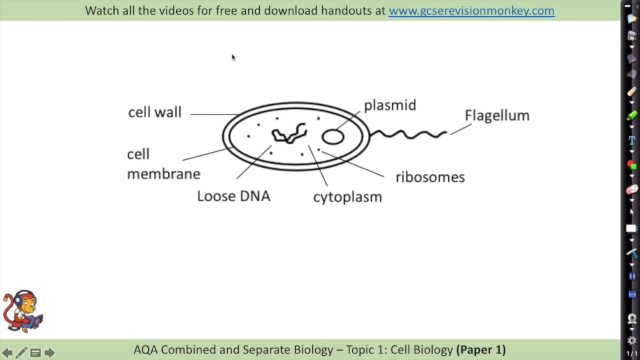 Watch all the videos for free and download handouts at www.gcserevisionmonkey.com
cell wall
plasmid
Flagellum
cell
membrane
ribosomes
Loose DNA
cytoplasm
AQA Combined and Separate Biology – Topic 1: Cell Biology (Paper 1)